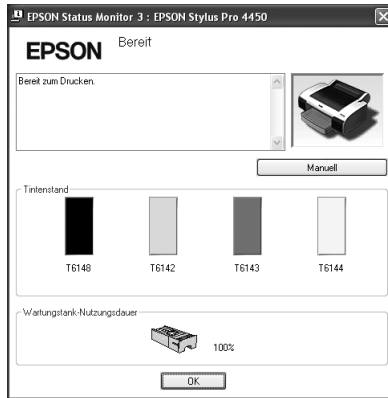 EPSON Status Monitor 3 : EPSON Stylus Pro 4450
EPSON
Bereit
Bereit zum Drucken.
Manuell
Tintenstand
T6148 T6142 T6143 T6144
Wartungstank-Nutzungsdauer
100%
OK